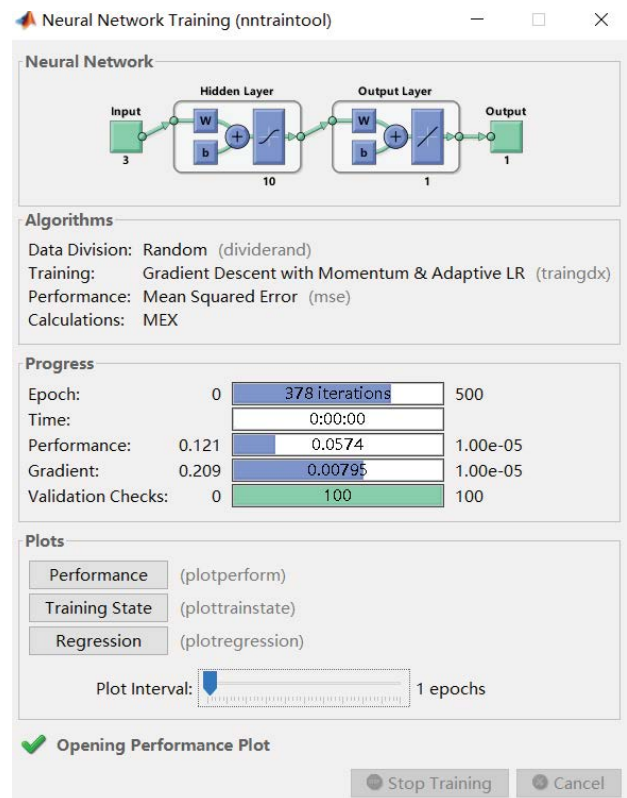 Neural Network Training (nntraintool)
Neural Network
Hidden Layer Output Layer
Input Output
W W
b b
3 10 1 1
Algorithms
Data Division: Random (dividerand)
Training: Gradient Descent with Momentum & Adaptive LR (traingdx)
Performance: Mean Squared Error (mse)
Calculations: MEX
Progress
Epoch: 0 378 iterations 500
Time: 0:00:00
Performance: 0.121 0.0574 1.00e-05
Gradient: 0.209 0.00795 1.00e-05
Validation Checks: 0 100 100
Plots
Performance (plotperform)
Training State (plottrainstate)
Regression (plotregression)
Plot Interval: 1 epochs
Opening Performance Plot
Stop Training Cancel